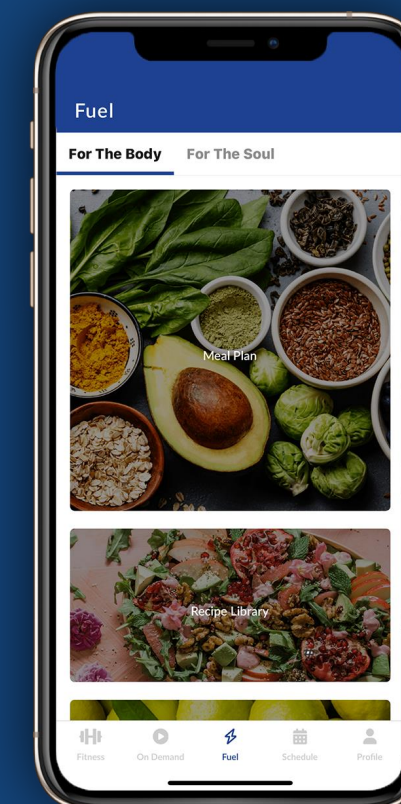 Fuel
For The Body
For The Soul
Meal Plan
Recipe Library
Fitness
On Demand
Fuel
Schedule
Profile